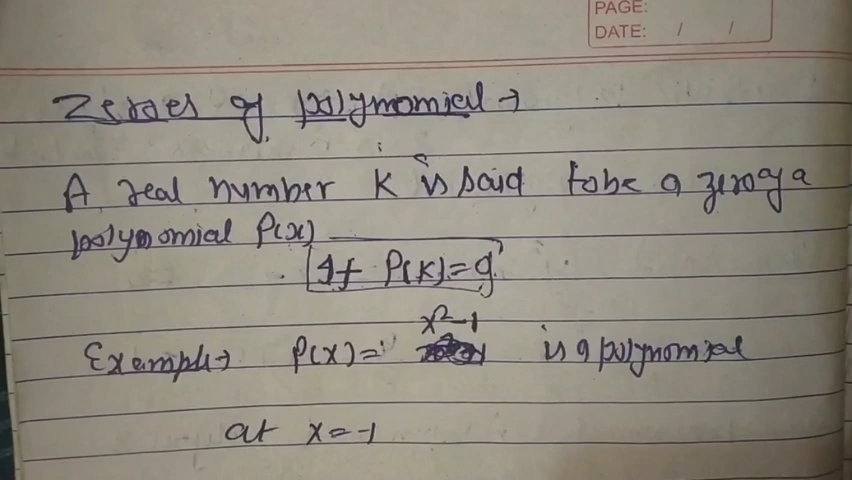 PAGE:
DATE: / /
Zeroes of polynomial →
A real number K is said to be a zero of a
polynomial P(x)
If P(K)=0
x²-1
Example→ P(x)= is a polynomial
at x=-1